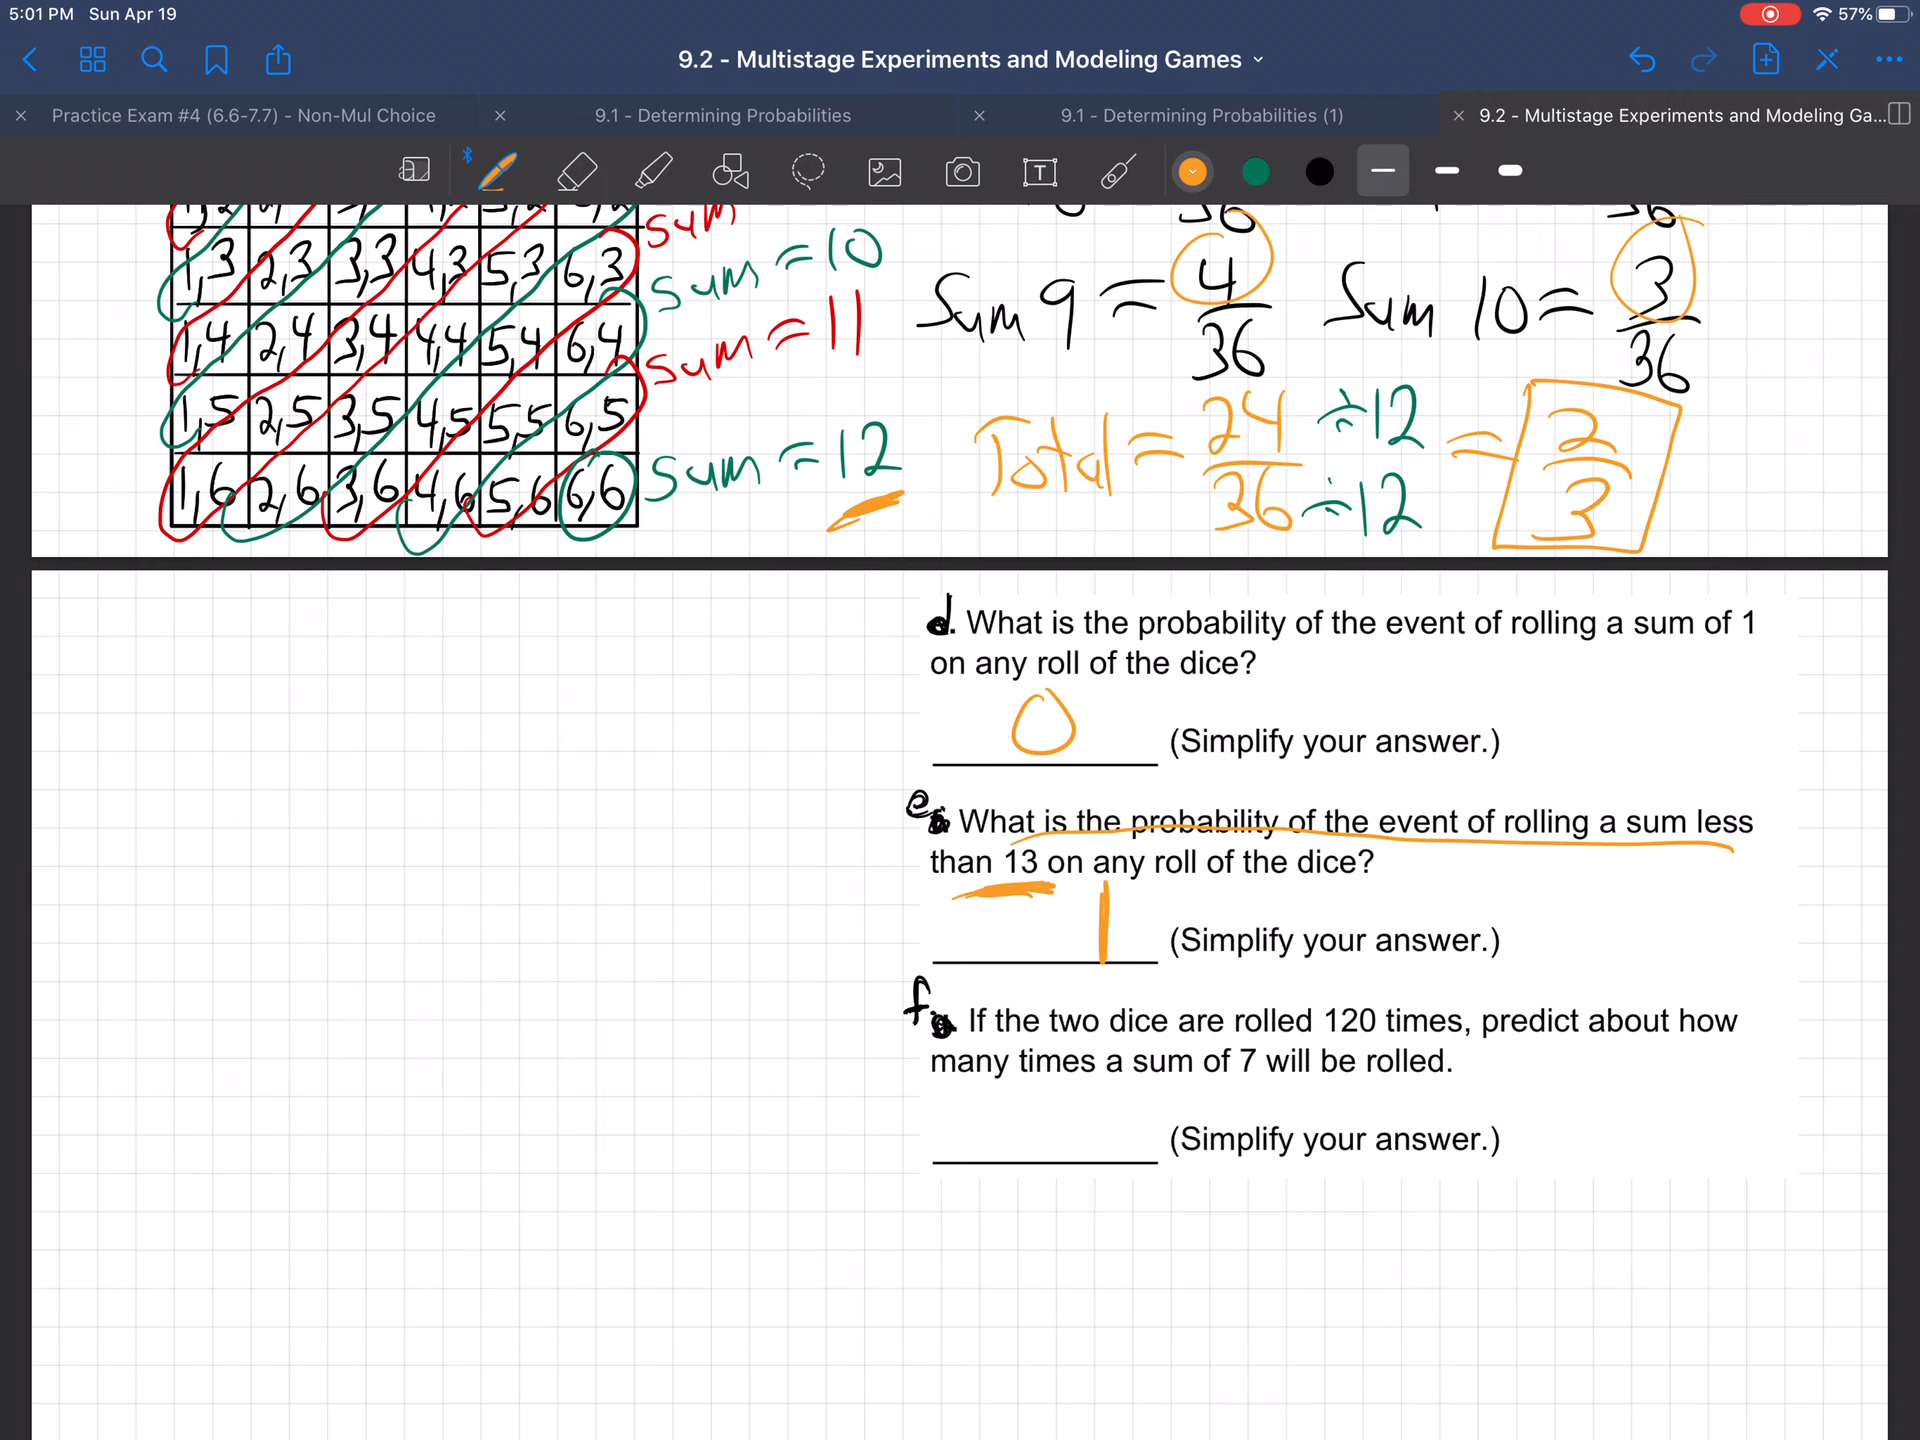 5:01 PM Sun Apr 19
57%
9.2 - Multistage Experiments and Modeling Games
Practice Exam #4 (6.6-7.7) - Non-Mul Choice
9.1 - Determining Probabilities
9.1 - Determining Probabilities (1)
9.2 - Multistage Experiments and Modeling Ga...
T
sum
36
36
1,3 2,3 3,3 4,3 5,3 6,3
sum = 10
Sum 9 = 4/36 Sum 10 = 3/36
1,4 2,4 3,4 4,4 5,4 6,4
sum = 11
1,5 2,5 3,5 4,5 5,5 6,5
Total = 24/36 ÷12/÷12 = 2/3
1,6 2,6 3,6 4,6 5,6 6,6
sum = 12
d. What is the probability of the event of rolling a sum of 1
on any roll of the dice?
0 (Simplify your answer.)
e. What is the probability of the event of rolling a sum less
than 13 on any roll of the dice?
1 (Simplify your answer.)
f. If the two dice are rolled 120 times, predict about how
many times a sum of 7 will be rolled.
(Simplify your answer.)